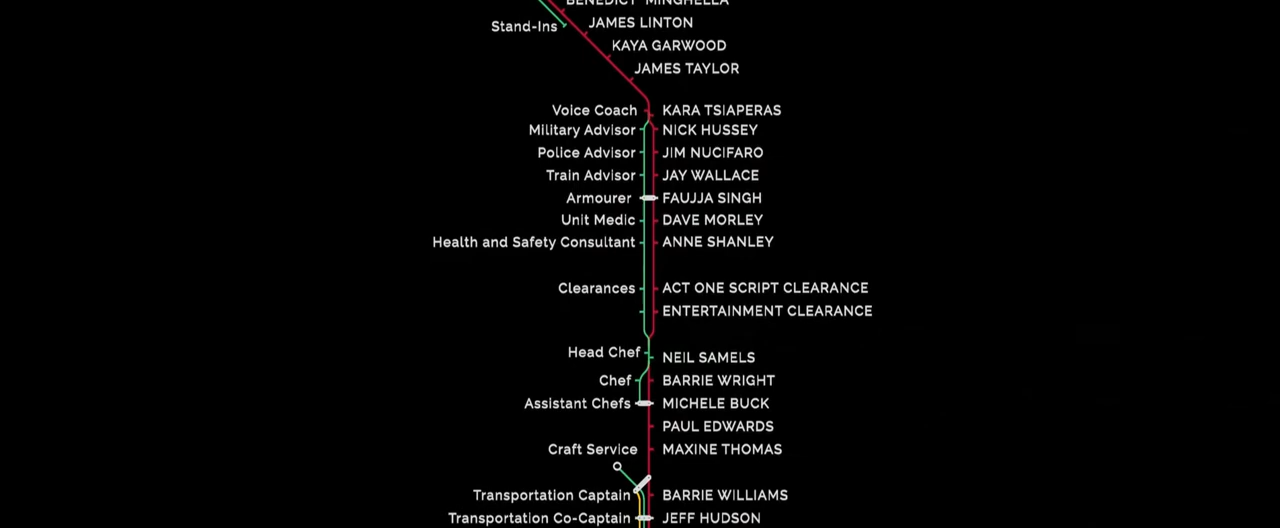 BENEDICT MINGHELLA
Stand-Ins JAMES LINTON
KAYA GARWOOD
JAMES TAYLOR
Voice Coach KARA TSIAPERAS
Military Advisor NICK HUSSEY
Police Advisor JIM NUCIFARO
Train Advisor JAY WALLACE
Armourer FAUJJA SINGH
Unit Medic DAVE MORLEY
Health and Safety Consultant ANNE SHANLEY
Clearances ACT ONE SCRIPT CLEARANCE
ENTERTAINMENT CLEARANCE
Head Chef NEIL SAMELS
Chef BARRIE WRIGHT
Assistant Chefs MICHELE BUCK
PAUL EDWARDS
Craft Service MAXINE THOMAS
Transportation Captain BARRIE WILLIAMS
Transportation Co-Captain JEFF HUDSON